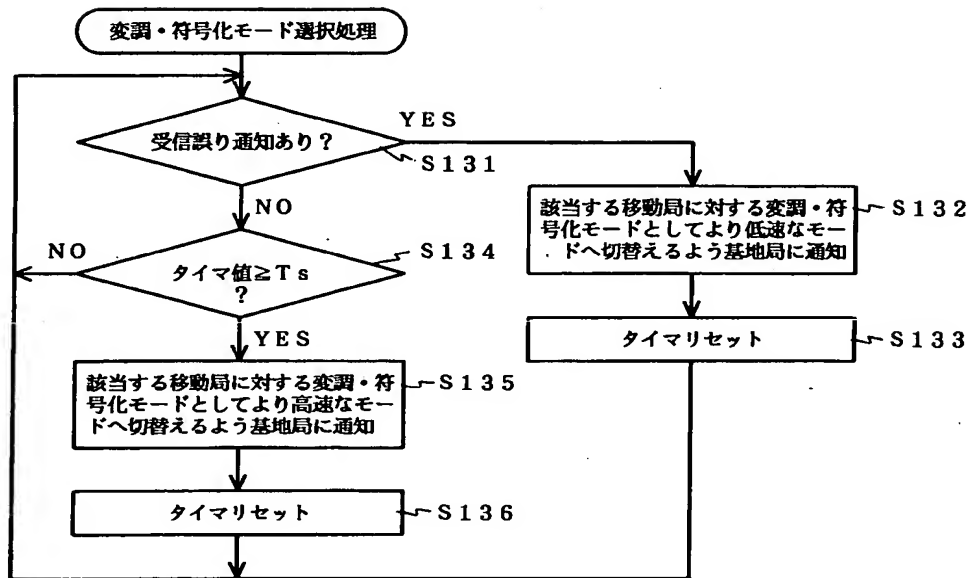 変調・符号化モード選択処理
受信誤り通知あり？
YES
S131
NO
該当する移動局に対する変調・符
号化モードとしてより低速なモー
ドへ切替えるよう基地局に通知
S132
タイマ値≧Ts
？
NO
S134
YES
タイマリセット
S133
該当する移動局に対する変調・符
号化モードとしてより高速なモー
ドへ切替えるよう基地局に通知
S135
タイマリセット
S136